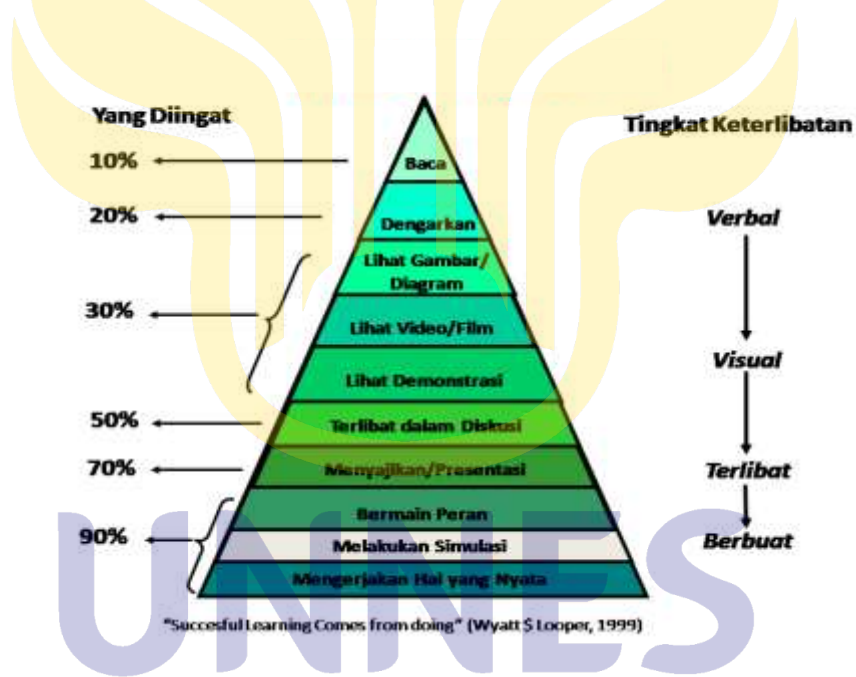 Yang Diingat
Tingkat Keterlibatan
10%
Baca
20%
Dengarkan
Verbal
Lihat Gambar/
Diagram
30%
Lihat Video/Film
Visual
Lihat Demonstrasi
50%
Terlibat dalam Diskusi
70%
Menyajikan/Presentasi
Terlibat
Bermain Peran
90%
Melakukan Simulasi
Berbuat
Mengerjakan Hal yang Nyata
"Succesful Learning Comes from doing" (Wyatt $ Looper, 1999)
UNNES